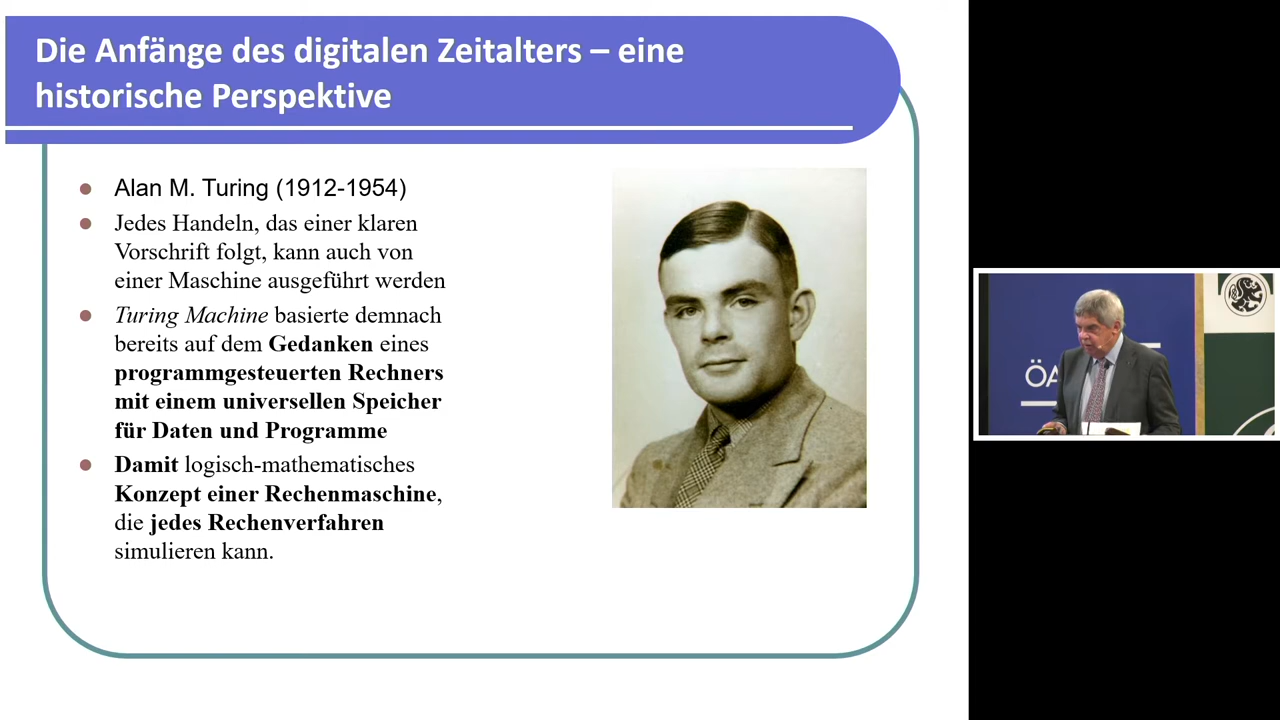 Die Anfänge des digitalen Zeitalters – eine
historische Perspektive
Alan M. Turing (1912-1954)
Jedes Handeln, das einer klaren
Vorschrift folgt, kann auch von
einer Maschine ausgeführt werden
Turing Machine basierte demnach
bereits auf dem Gedanken eines
programmgesteuerten Rechners
mit einem universellen Speicher
für Daten und Programme
Damit logisch-mathematisches
Konzept einer Rechenmaschine,
die jedes Rechenverfahren
simulieren kann.